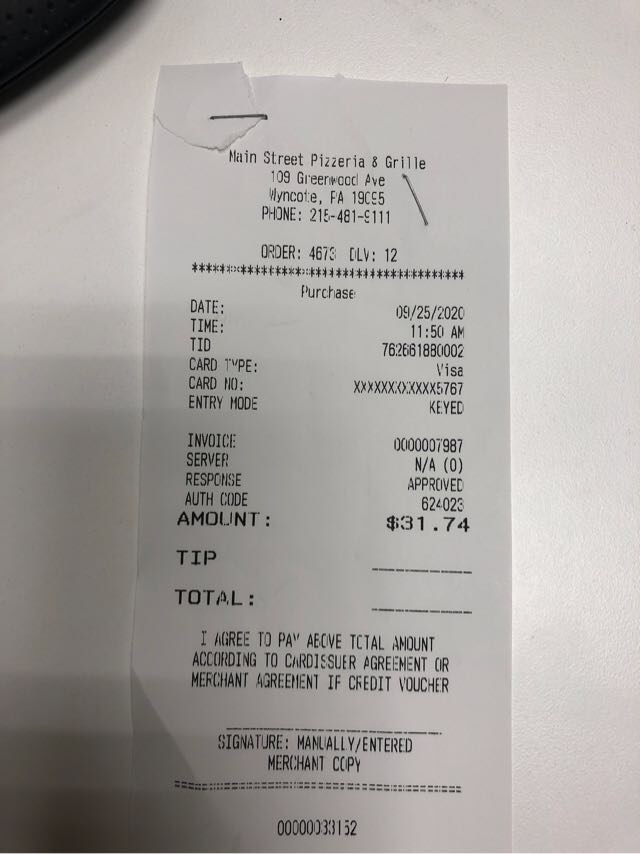 Main Street Pizzeria & Grille
109 Greenwood Ave
Wyncote, PA 19095
PHONE: 215-481-9111
ORDER: 4673 DLV: 12
****************************************
Purchase
DATE: 09/25/2020
TIME: 11:50 AM
TID 762661880002
CARD TYPE: Visa
CARD NO: XXXXXXXXXXXX5767
ENTRY MODE KEYED
INVOICE 0000007987
SERVER N/A (0)
RESPONSE APPROVED
AUTH CODE 624023
AMOUNT: $31.74
TIP
TOTAL:
I AGREE TO PAY ABOVE TOTAL AMOUNT
ACCORDING TO CARDISSUER AGREEMENT OR
MERCHANT AGREEMENT IF CREDIT VOUCHER
SIGNATURE: MANUALLY/ENTERED
MERCHANT COPY
========================================
00000033152